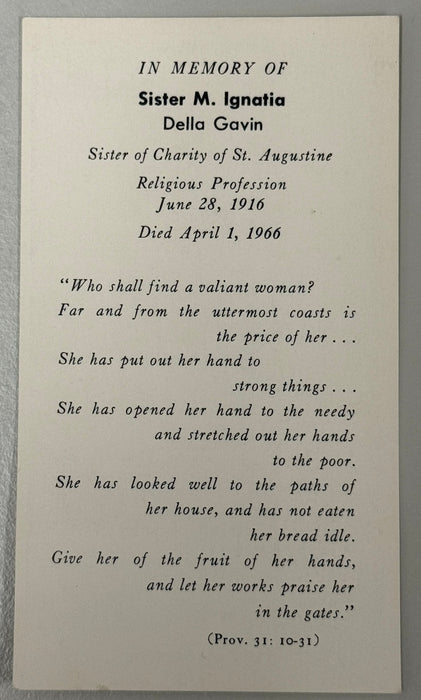 IN MEMORY OF
Sister M. Ignatia
Della Gavin
Sister of Charity of St. Augustine
Religious Profession
June 28, 1916
Died April 1, 1966
“Who shall find a valiant woman?
Far and from the uttermost coasts is
the price of her . . .
She has put out her hand to
strong things . . .
She has opened her hand to the needy
and stretched out her hands
to the poor.
She has looked well to the paths of
her house, and has not eaten
her bread idle.
Give her of the fruit of her hands,
and let her works praise her
in the gates.”
(Prov. 31: 10-31)